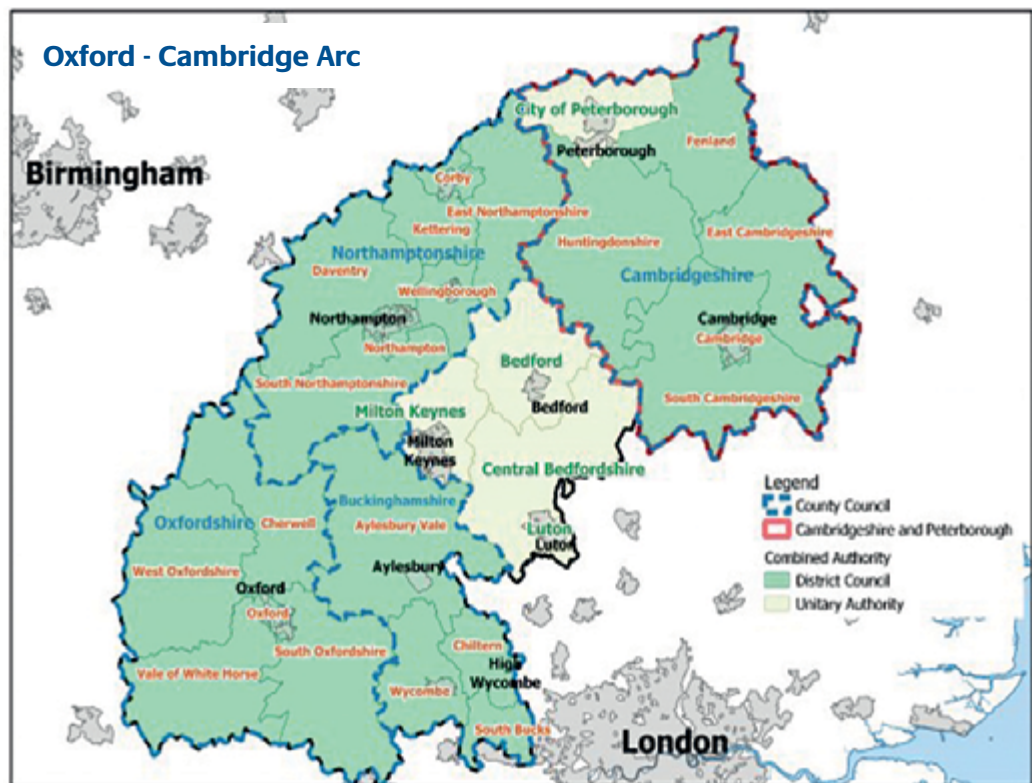 Oxford - Cambridge Arc
City of Peterborough
Peterborough
Fenland
Birmingham
Corby
East Northamptonshire
Kettering
Huntingdonshire
East Cambridgeshire
Northamptonshire
Daventry
Cambridgeshire
Wellingborough
Northampton
Cambridge
Cambridge
Northampton
Bedford
South Northamptonshire
Bedford
South Cambridgeshire
Milton Keynes
Milton
Keynes
Central Bedfordshire
Legend
County Council
Cambridgeshire and Peterborough
Combined Authority
District Council
Unitary Authority
Buckinghamshire
Oxfordshire
Cherwell
Aylesbury Vale
Luton
Luton
West Oxfordshire
Aylesbury
Oxford
Oxford
South Oxfordshire
Chiltern
High
Wycombe
Vale of White Horse
Wycombe
South Bucks
London